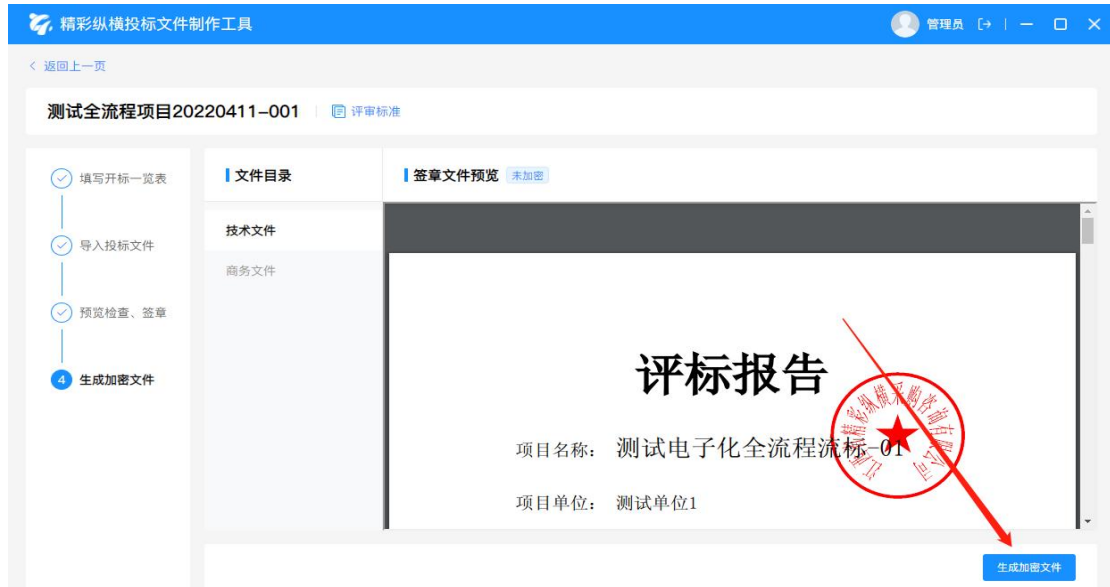 精彩纵横投标文件制作工具
管理员
返回上一页
测试全流程项目20220411-001 评审标准
填写开标一览表
导入投标文件
预览检查、签章
4 生成加密文件
文件目录
技术文件
商务文件
签章文件预览 未加密
评标报告
项目名称: 测试电子化全流程流标-01
项目单位: 测试单位1
生成加密文件